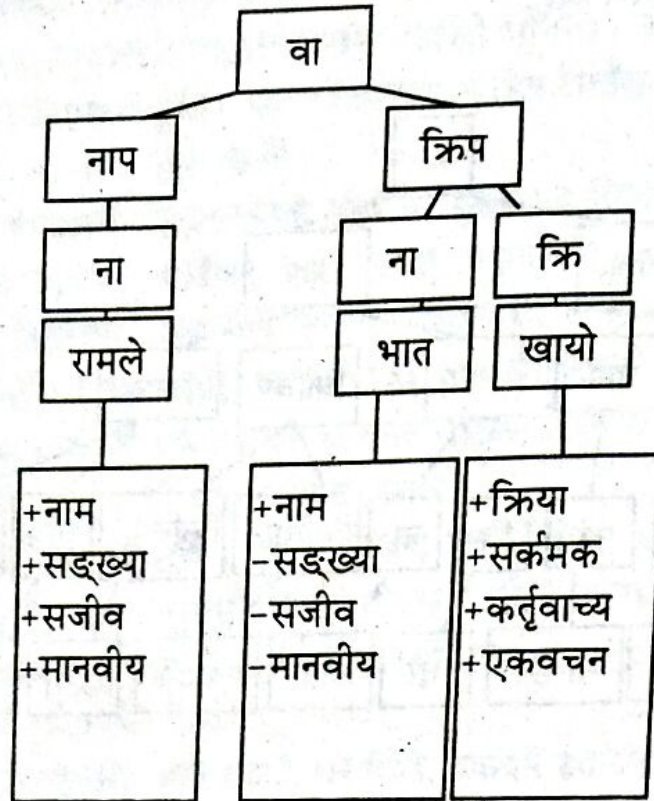 वा
नाप
क्रिप
ना
ना
क्रि
रामले
भात
खायो
+नाम
+सङ्ख्या
+सजीव
+मानवीय
+नाम
−सङ्ख्या
−सजीव
−मानवीय
+क्रिया
+सर्कमक
+कर्तृवाच्य
+एकवचन